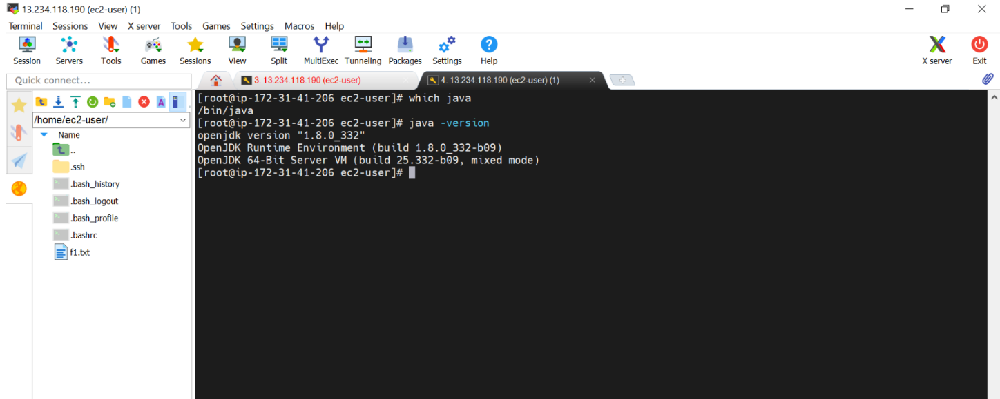 13.234.118.190 (ec2-user) (1)
Terminal Sessions View X server Tools Games Settings Macros Help
Session Servers Tools Games Sessions View Split MultiExec Tunneling Packages Settings Help X server Exit
Quick connect...
3. 13.234.118.190 (ec2-user)
4. 13.234.118.190 (ec2-user) (1)
/home/ec2-user/
Name
..
.ssh
.bash_history
.bash_logout
.bash_profile
.bashrc
f1.txt
[root@ip-172-31-41-206 ec2-user]# which java
/bin/java
[root@ip-172-31-41-206 ec2-user]# java -version
openjdk version "1.8.0_332"
OpenJDK Runtime Environment (build 1.8.0_332-b09)
OpenJDK 64-Bit Server VM (build 25.332-b09, mixed mode)
[root@ip-172-31-41-206 ec2-user]#